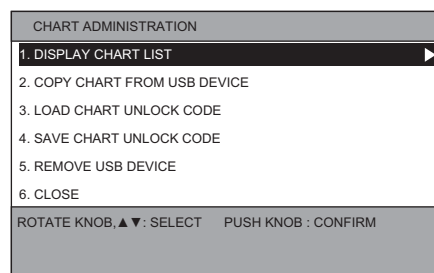 CHART ADMINISTRATION
1. DISPLAY CHART LIST
2. COPY CHART FROM USB DEVICE
3. LOAD CHART UNLOCK CODE
4. SAVE CHART UNLOCK CODE
5. REMOVE USB DEVICE
6. CLOSE
ROTATE KNOB,▲▼: SELECT PUSH KNOB : CONFIRM